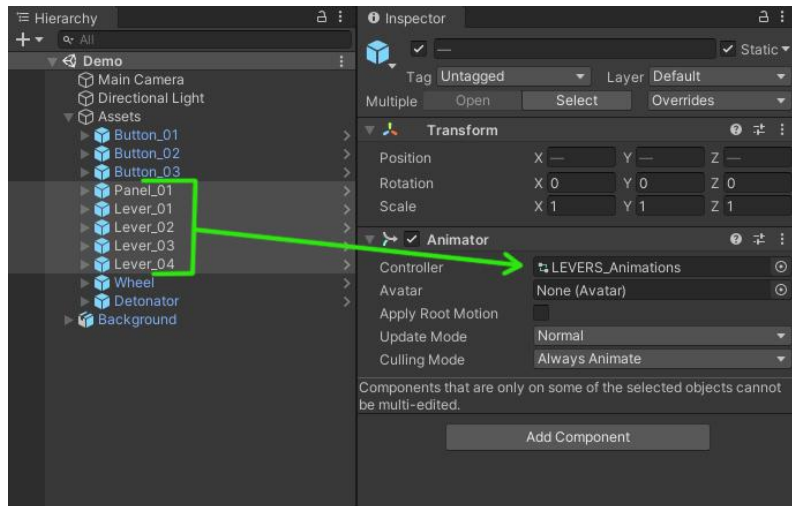 Hierarchy
All
Demo
Main Camera
Directional Light
Assets
Button_01
Button_02
Button_03
Panel_01
Lever_01
Lever_02
Lever_03
Lever_04
Wheel
Detonator
Background
Inspector
— Static
Tag Untagged Layer Default
Multiple Open Select Overrides
Transform
Position X — Y — Z —
Rotation X 0 Y 0 Z 0
Scale X 1 Y 1 Z 1
Animator
Controller LEVERS_Animations
Avatar None (Avatar)
Apply Root Motion
Update Mode Normal
Culling Mode Always Animate
Components that are only on some of the selected objects cannot
be multi-edited.
Add Component